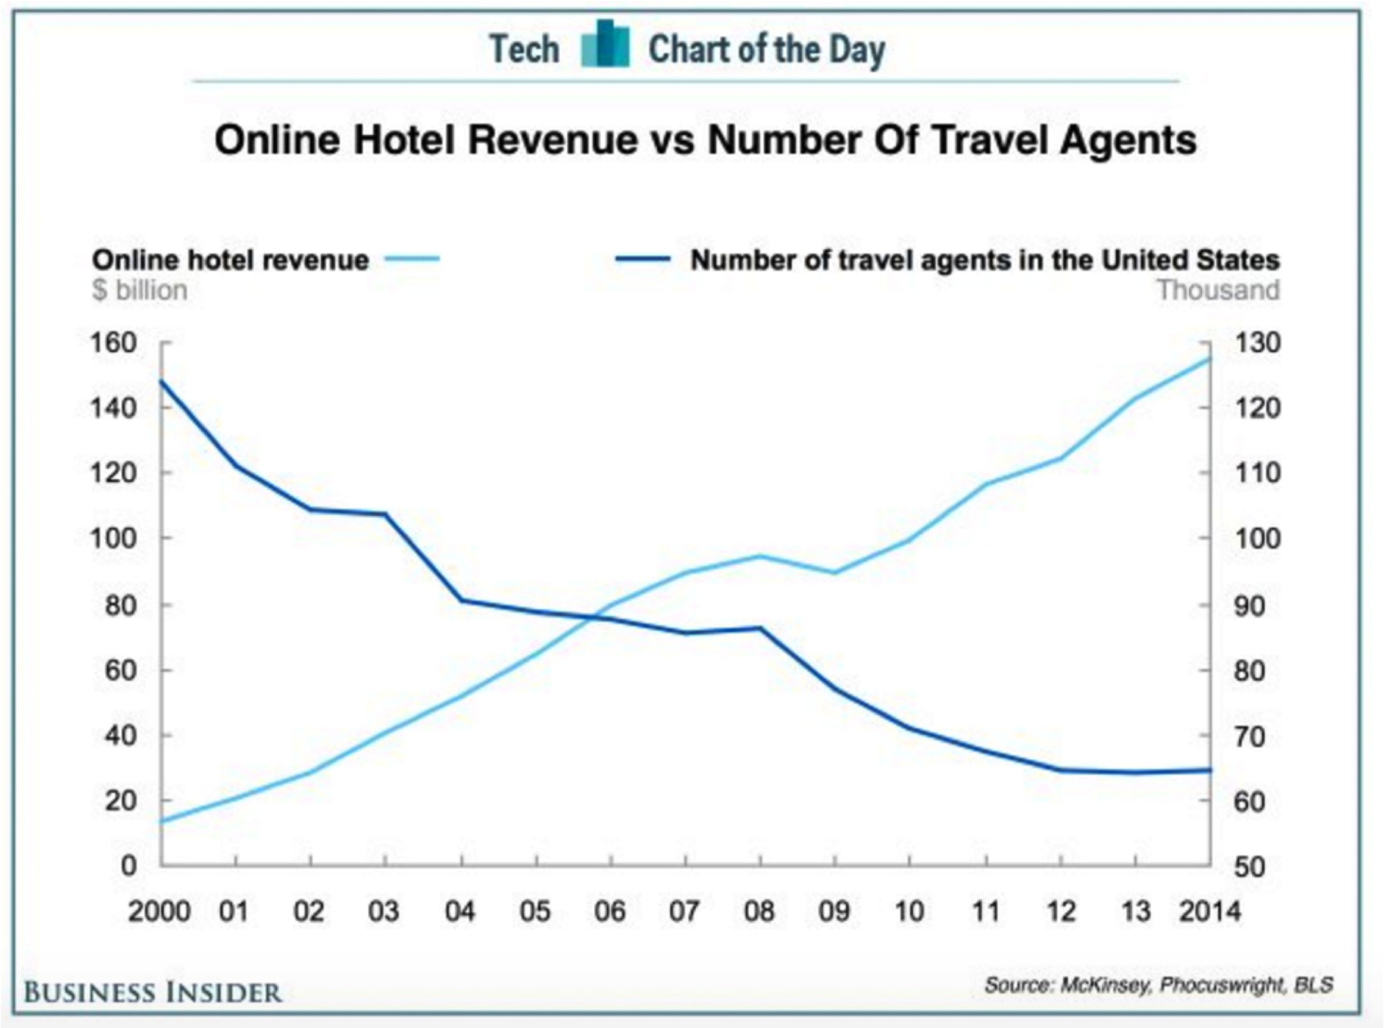 Tech Chart of the Day
Online Hotel Revenue vs Number Of Travel Agents
Online hotel revenue
$ billion
Number of travel agents in the United States
Thousand
160
140
120
100
80
60
40
20
0
130
120
110
100
90
80
70
60
50
2000 01 02 03 04 05 06 07 08 09 10 11 12 13 2014
BUSINESS INSIDER
Source: McKinsey, Phocuswright, BLS